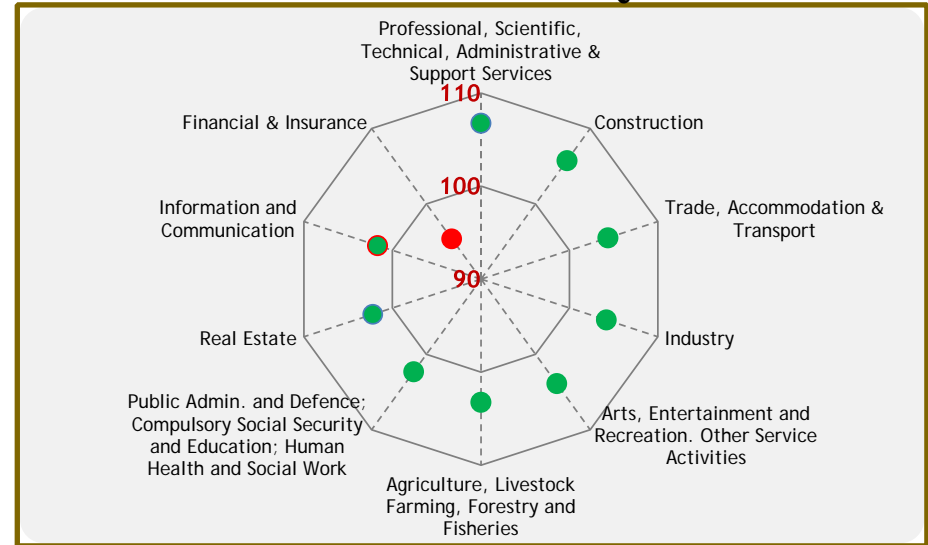 Professional, Scientific,
Technical, Administrative &
Support Services
110
Financial & Insurance
Construction
100
Information and
Communication
Trade, Accommodation &
Transport
90
Real Estate
Industry
Public Admin. and Defence;
Compulsory Social Security
and Education; Human
Health and Social Work
Arts, Entertainment and
Recreation. Other Service
Activities
Agriculture, Livestock
Farming, Forestry and
Fisheries